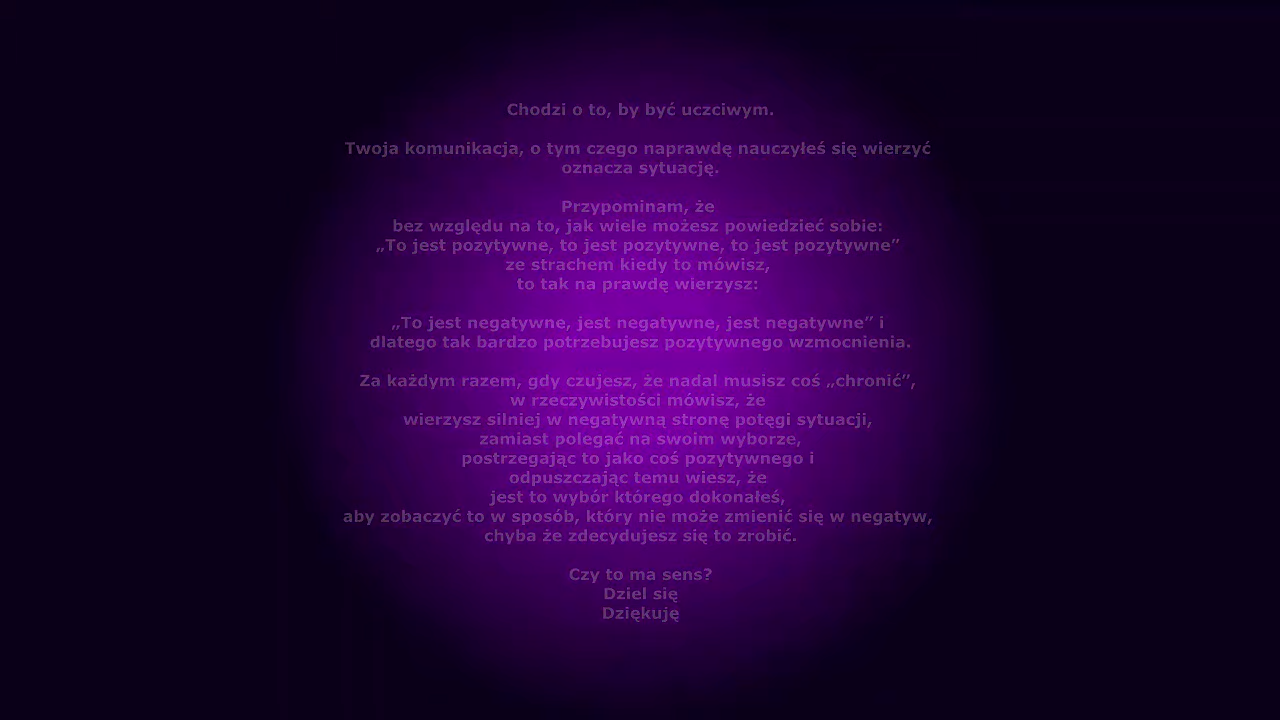 Chodzi o to, by być uczciwym.
Twoja komunikacja, o tym czego naprawdę nauczyłeś się wierzyć
oznacza sytuację.
Przypominam, że
bez względu na to, jak wiele możesz powiedzieć sobie:
„To jest pozytywne, to jest pozytywne, to jest pozytywne”
ze strachem kiedy to mówisz,
to tak na prawdę wierzysz:
„To jest negatywne, jest negatywne, jest negatywne” i
dlatego tak bardzo potrzebujesz pozytywnego wzmocnienia.
Za każdym razem, gdy czujesz, że nadal musisz coś „chronić”,
w rzeczywistości mówisz, że
wierzysz silniej w negatywną stronę potęgi sytuacji,
zamiast polegać na swoim wyborze,
postrzegając to jako coś pozytywnego i
odpuszczając temu wiesz, że
jest to wybór którego dokonałeś,
aby zobaczyć to w sposób, który nie może zmienić się w negatyw,
chyba że zdecydujesz się to zrobić.
Czy to ma sens?
Dziel się
Dziękuję